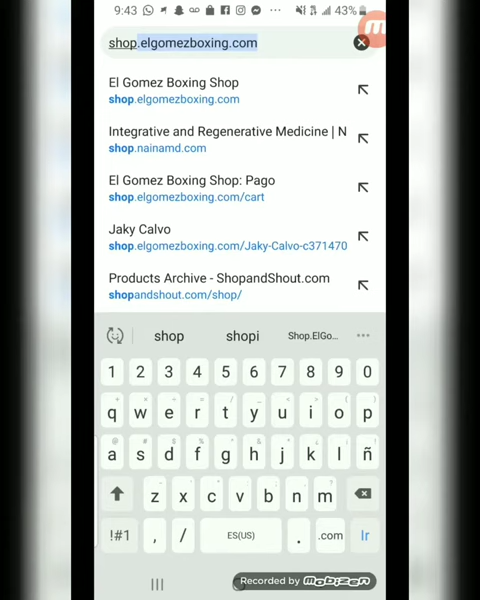 9:43
43%
shop.elgomezboxing.com
El Gomez Boxing Shop
shop.elgomezboxing.com
Integrative and Regenerative Medicine | N
shop.nainamd.com
El Gomez Boxing Shop: Pago
shop.elgomezboxing.com/cart
Jaky Calvo
shop.elgomezboxing.com/Jaky-Calvo-c371470
Products Archive - ShopandShout.com
shopandshout.com/shop/
shop shopi Shop.ElGo...
1 2 3 4 5 6 7 8 9 0
q w e r t y u i o p
a s d f g h j k l ñ
z x c v b n m
!#1 , / ES(US) . .com Ir
Recorded by mobizen